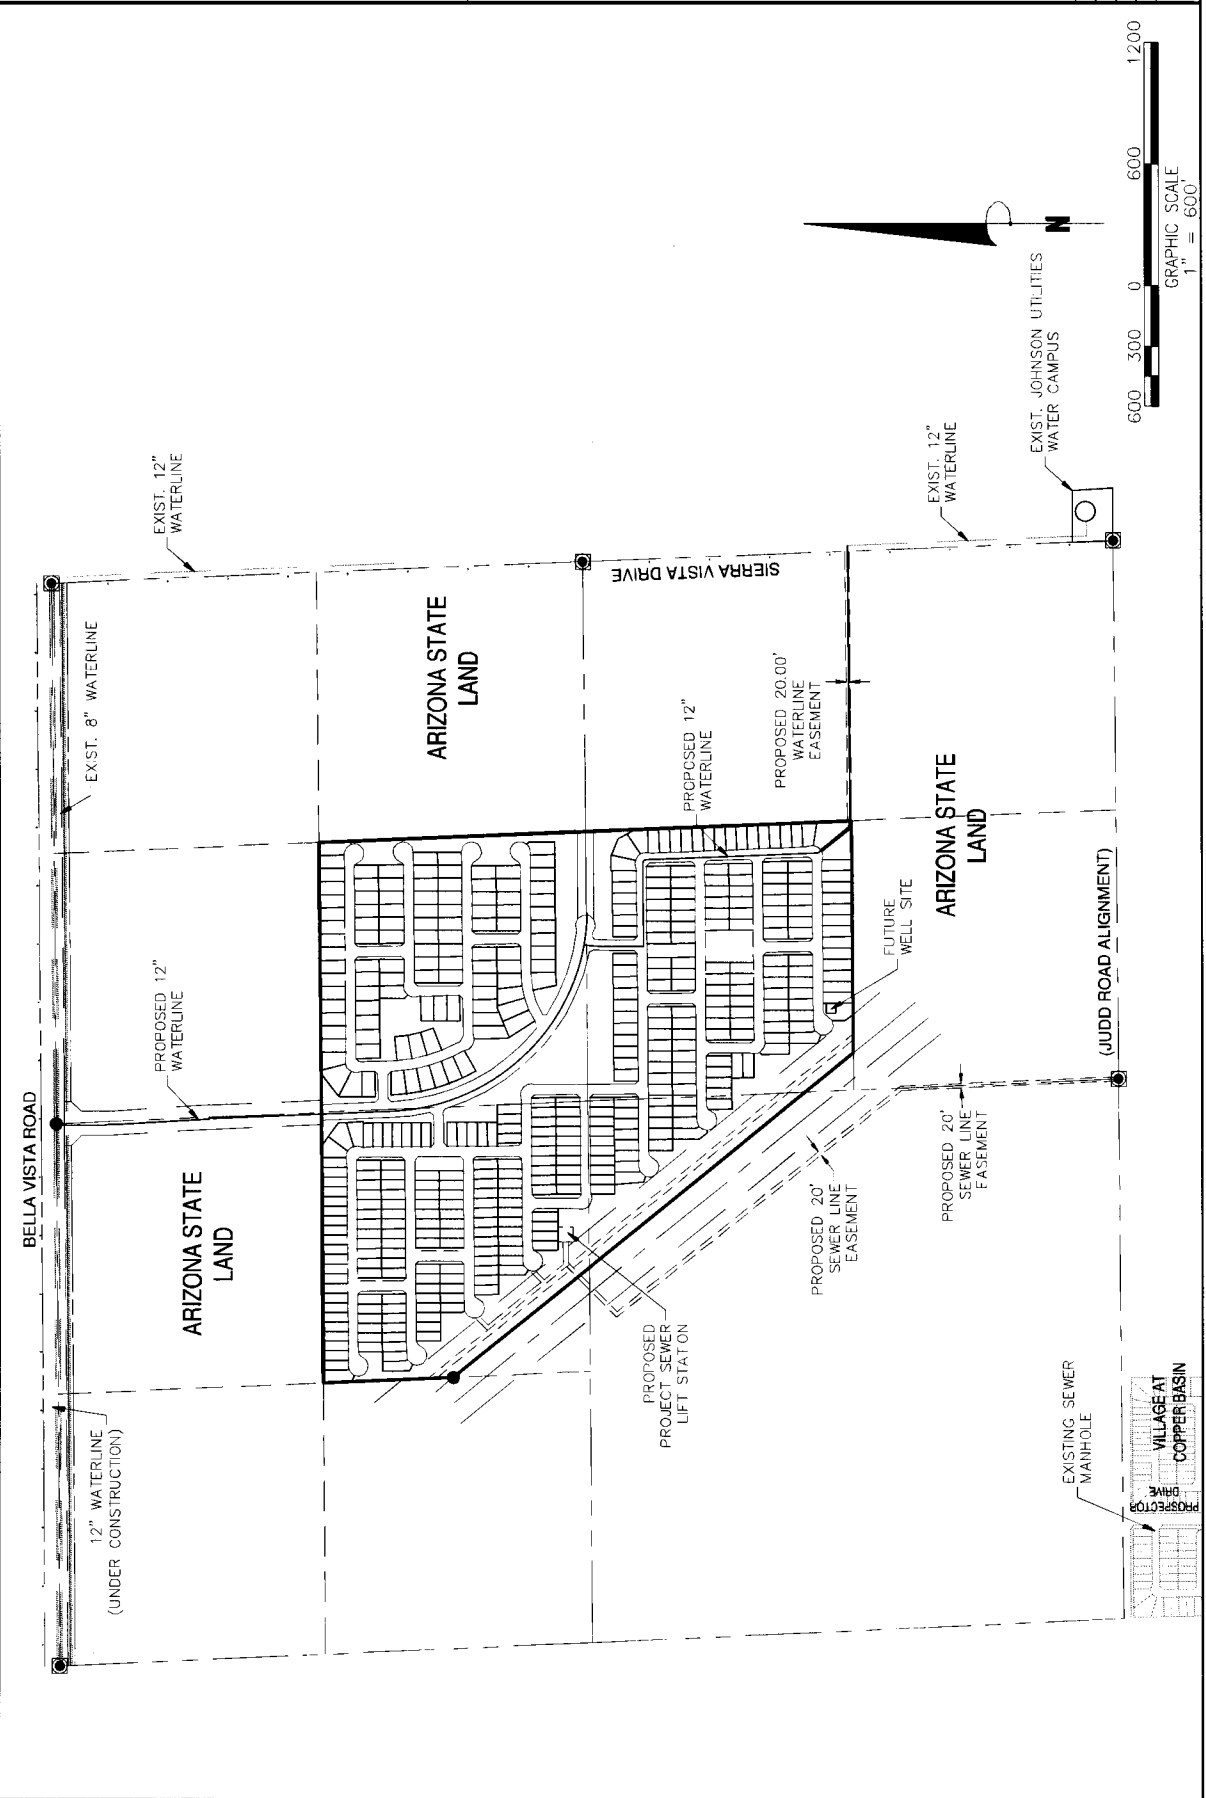 BELLA VISTA ROAD
12" WATERLINE
(UNDER CONSTRUCTION)
PROPOSED 12"
WATERLINE
EXIST. 8" WATERLINE
EXIST. 12"
WATERLINE
ARIZONA STATE
LAND
ARIZONA STATE
LAND
SIERRA VISTA DRIVE
PROPOSED 12"
WATERLINE
PROPOSED 20.00'
WATERLINE
EASEMENT
PROPOSED
PROJECT SEWER
LIFT STATION
PROPOSED 20'
SEWER LINE
EASEMENT
FUTURE
WELL SITE
ARIZONA STATE
LAND
EXIST. 12"
WATERLINE
PROPOSED 20'
SEWER LINE
EASEMENT
EXIST. JOHNSON UTILITIES
WATER CAMPUS
N
EXISTING SEWER
MANHOLE
(JUDD ROAD ALIGNMENT)
PROSPECTOR
DRIVE
VILLAGE AT
COPPER BASIN
600 300 0 600 1200
GRAPHIC SCALE
1" = 600'